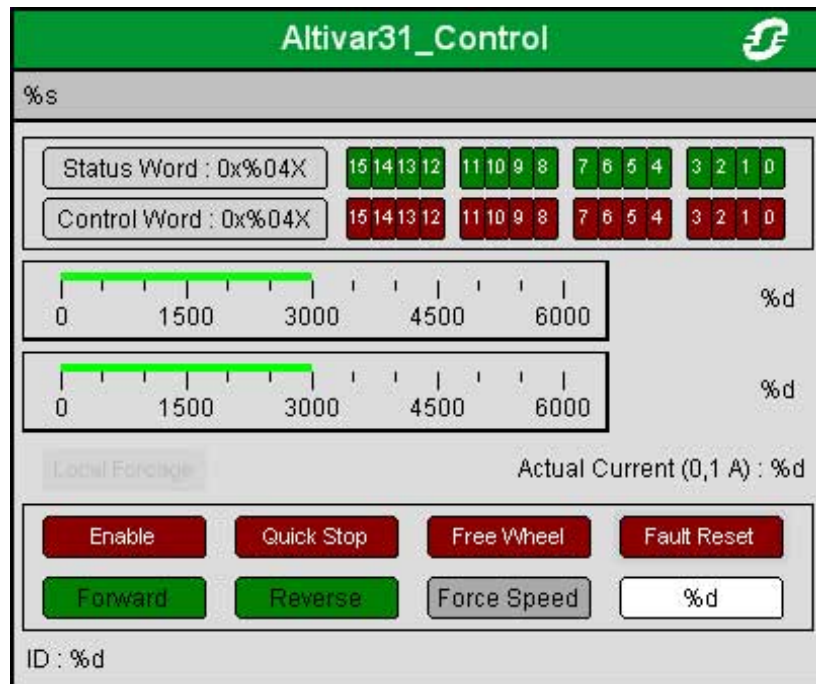 Altivar31_Control
%s
Status Word : 0x%04X 15 14 13 12 11 10 9 8 7 6 5 4 3 2 1 0
Control Word : 0x%04X 15 14 13 12 11 10 9 8 7 6 5 4 3 2 1 0
0 1500 3000 4500 6000 %d
0 1500 3000 4500 6000 %d
Local Forcage Actual Current (0,1 A) : %d
Enable Quick Stop Free Wheel Fault Reset
Forward Reverse Force Speed %d
ID : %d